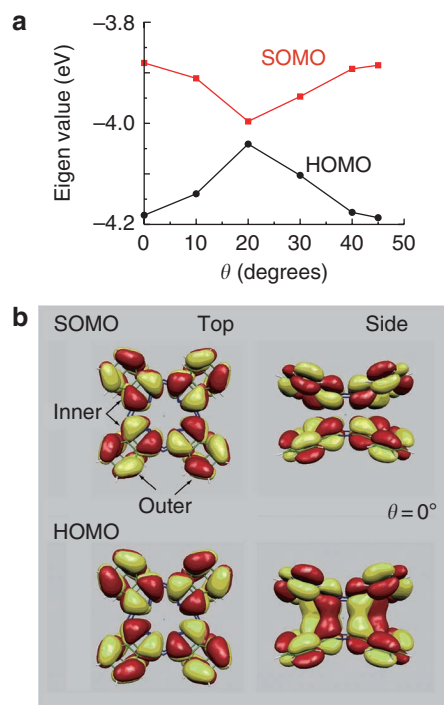 a
−3.8
SOMO
−4.0
HOMO
−4.2
Eigen value (eV)
0 10 20 30 40 50
θ (degrees)
b
SOMO Top Side
Inner
Outer
θ = 0°
HOMO